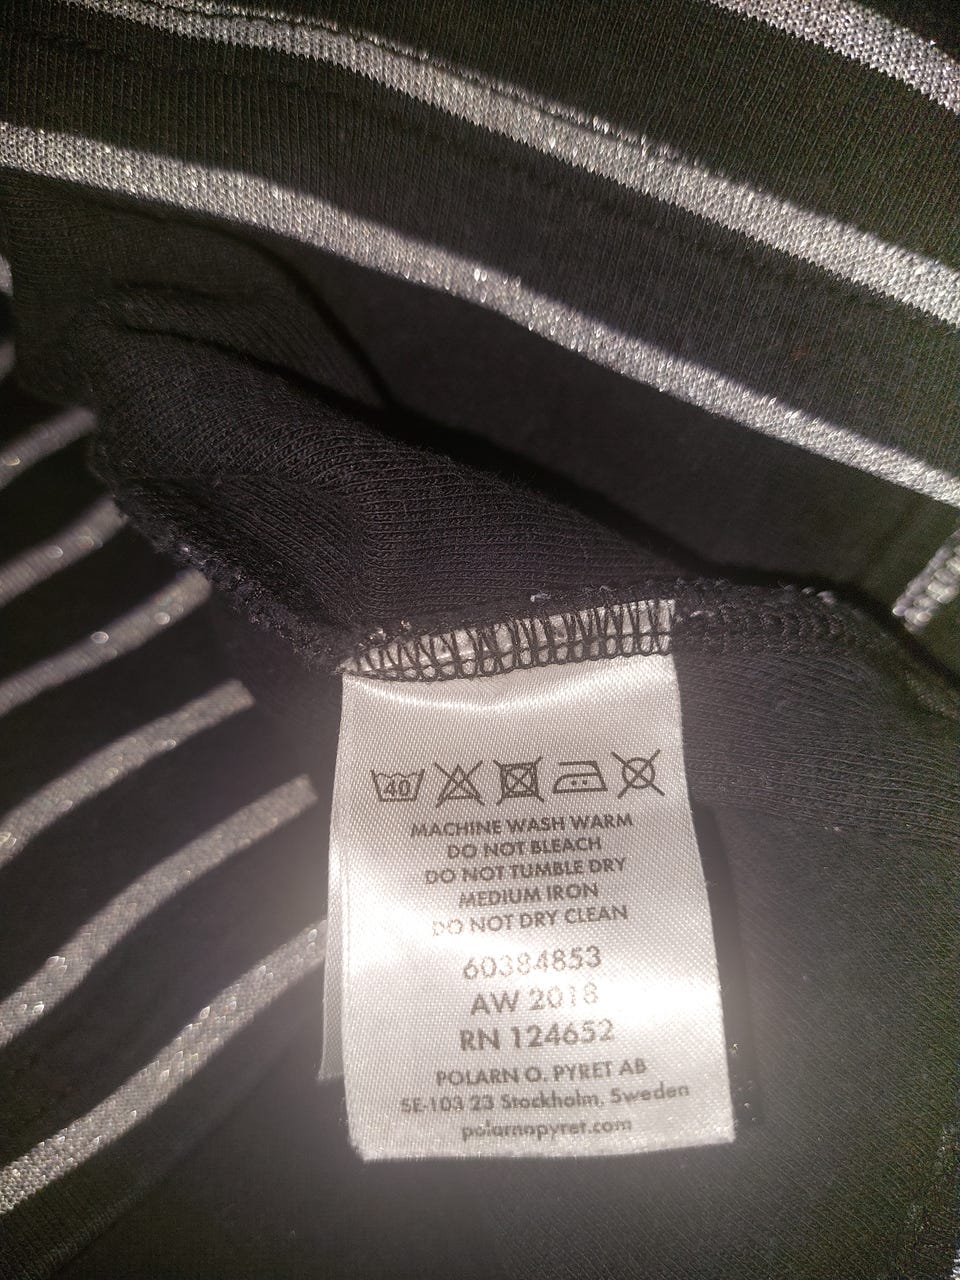 40
MACHINE WASH WARM
DO NOT BLEACH
DO NOT TUMBLE DRY
MEDIUM IRON
DO NOT DRY CLEAN
60384853
AW 2018
RN 124652
POLARN O. PYRET AB
SE-103 23 Stockholm, Sweden
polarnopyret.com